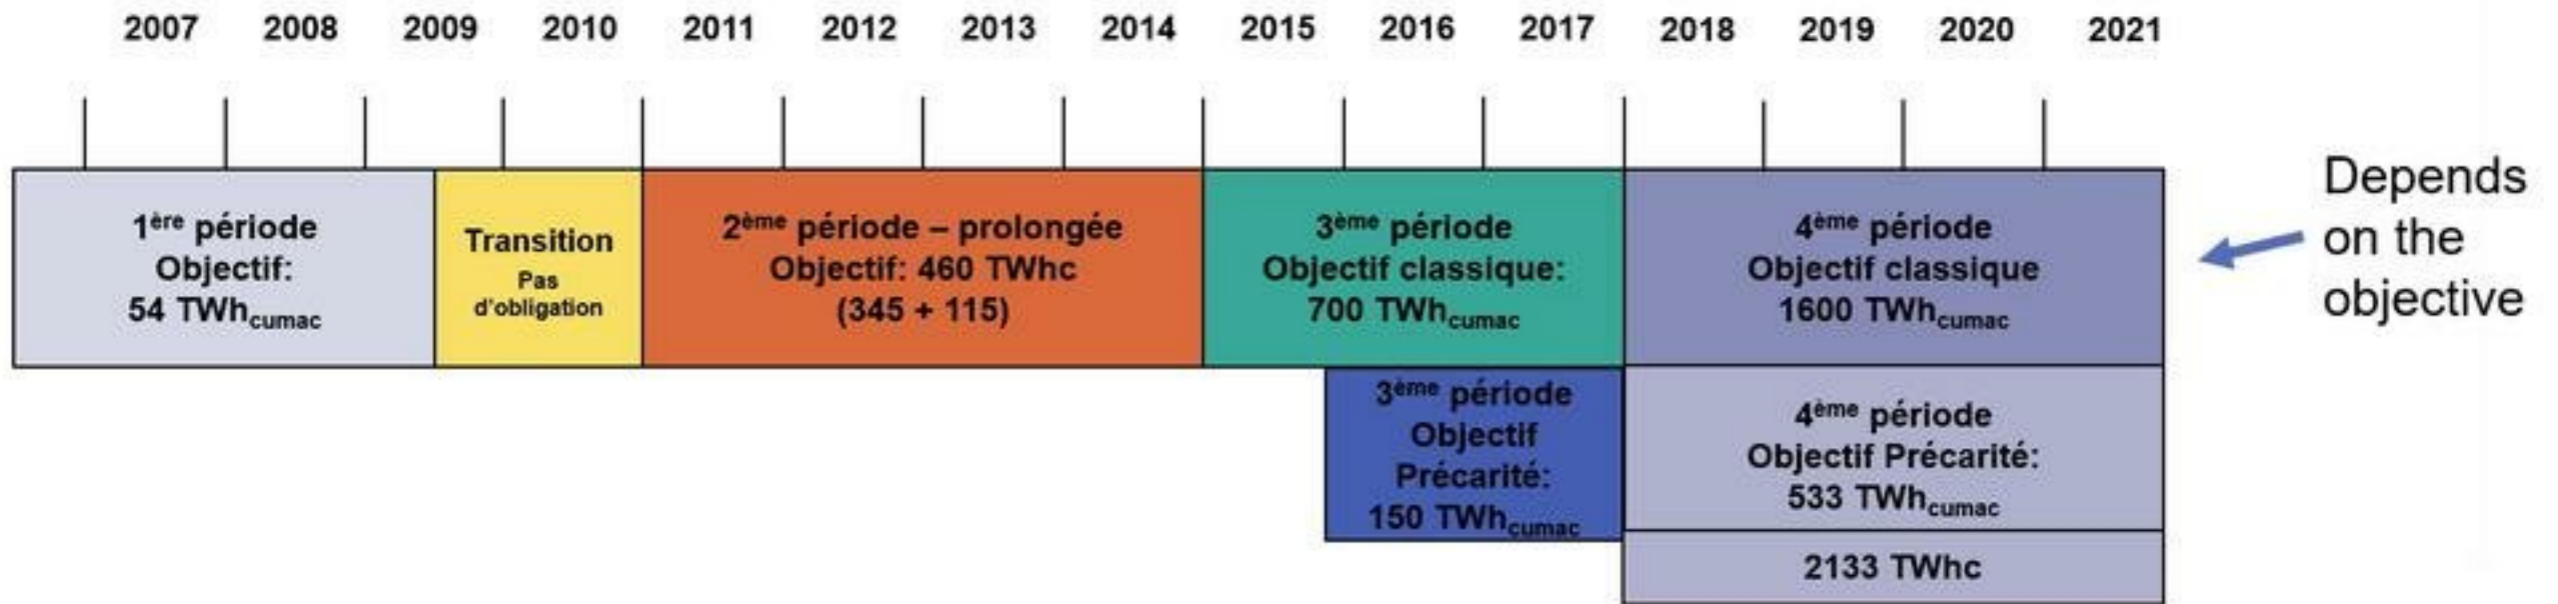 2007 2008 2009 2010 2011 2012 2013 2014 2015 2016 2017 2018 2019 2020 2021
1ère période
Objectif:
54 TWhcumac
Transition
Pas
d'obligation
2ème période – prolongée
Objectif: 460 TWhc
(345 + 115)
3ème période
Objectif classique:
700 TWhcumac
4ème période
Objectif classique
1600 TWhcumac
Depends
on the
objective
3ème période
Objectif
Précarité:
150 TWhcumac
4ème période
Objectif Précarité:
533 TWhcumac
2133 TWhc